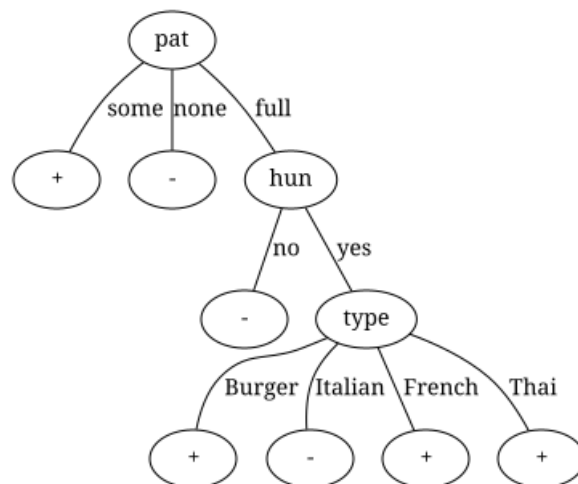 pat
some none full
+ - hun
no yes
- type
Burger Italian French Thai
+ - + +